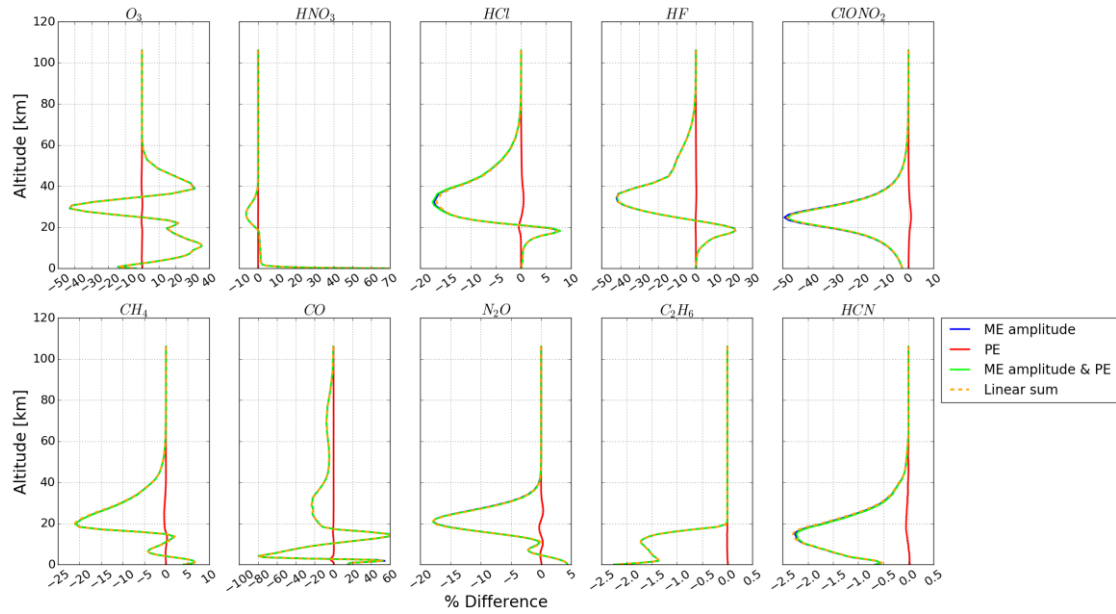 O3 HNO3 HCl HF ClONO2
Altitude [km]
120
100
80
60
40
20
0
−50 −40 −30 −20 −10 0 10 20 30 40
−10 0 10 20 30 40 50 60 70
−20 −15 −10 −5 0 5 10
−50 −40 −30 −20 −10 0 10 20 30
−50 −40 −30 −20 −10 0 10
CH4 CO N2O C2H6 HCN
Altitude [km]
120
100
80
60
40
20
0
−25 −20 −15 −10 −5 0 5 10
−100 −80 −60 −40 −20 0 20 40 60
−20 −15 −10 −5 0 5
−2.5 −2.0 −1.5 −1.0 −0.5 0.0 0.5
−2.5 −2.0 −1.5 −1.0 −0.5 0.0 0.5
% Difference
ME amplitude
PE
ME amplitude & PE
Linear sum